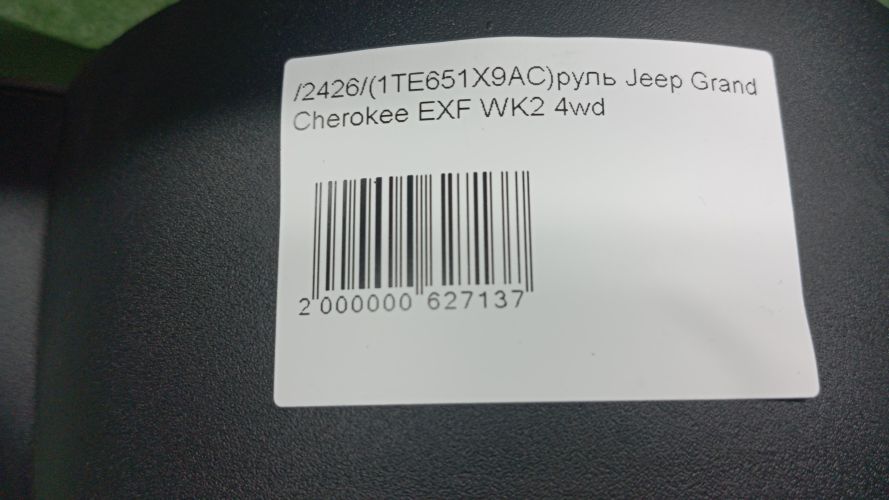 /2426/(1TE651X9AC)руль Jeep Grand
Cherokee EXF WK2 4wd
2 000000 627137